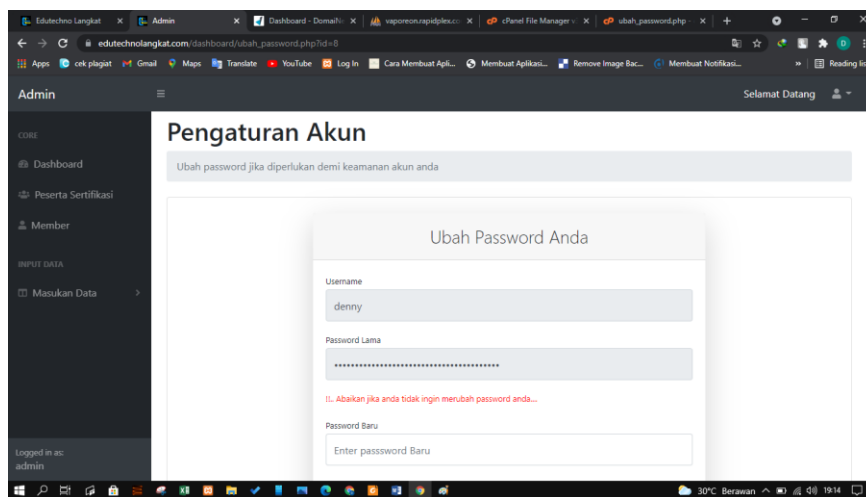 Edutechno Langkat
Admin
Dashboard - Domai
vaporeon.rapidplex.co
cPanel File Manager v
ubah_password.php -
edutechnolangkat.com/dashboard/ubah_password.php?id=8
Apps
cek plagiat
Gmail
Maps
Translate
YouTube
Log In
Cara Membuat Apli...
Membuat Aplikasi...
Remove Image Bac...
Membuat Notifikasi...
»
Reading lis
Admin
Selamat Datang
CORE
Dashboard
Peserta Sertifikasi
Member
INPUT DATA
Masukan Data
Logged in as:
admin
Pengaturan Akun
Ubah password jika diperlukan demi keamanan akun anda
Ubah Password Anda
Username
denny
Password Lama
!!.. Abaikan jika anda tidak ingin merubah password anda...
Password Baru
Enter passsword Baru
30°C Berawan
19:14